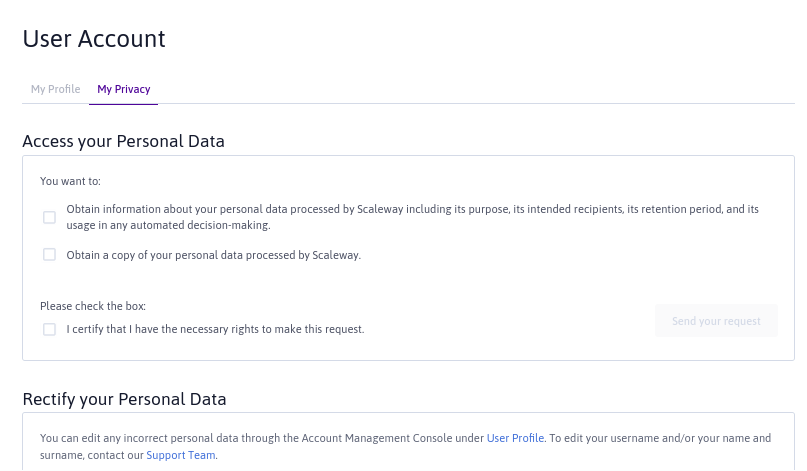 User Account
My Profile My Privacy
Access your Personal Data
You want to:
Obtain information about your personal data processed by Scaleway including its purpose, its intended recipients, its retention period, and its
usage in any automated decision-making.
Obtain a copy of your personal data processed by Scaleway.
Please check the box:
I certify that I have the necessary rights to make this request.
Send your request
Rectify your Personal Data
You can edit any incorrect personal data through the Account Management Console under User Profile. To edit your username and/or your name and
surname, contact our Support Team.